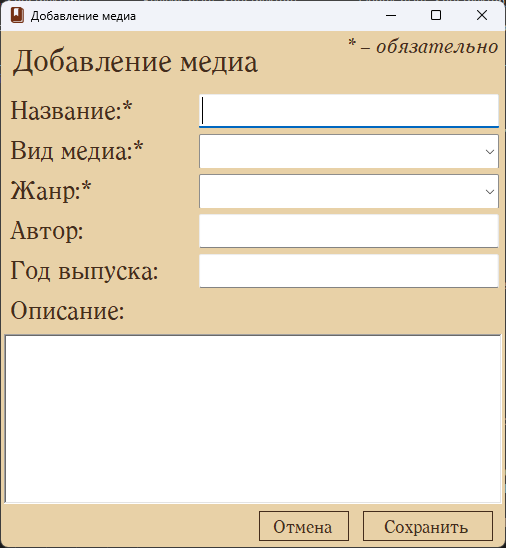 Добавление медиа
* – обязательно
Добавление медиа
Название:*
Вид медиа:*
Жанр:*
Автор:
Год выпуска:
Описание:
Отмена
Сохранить